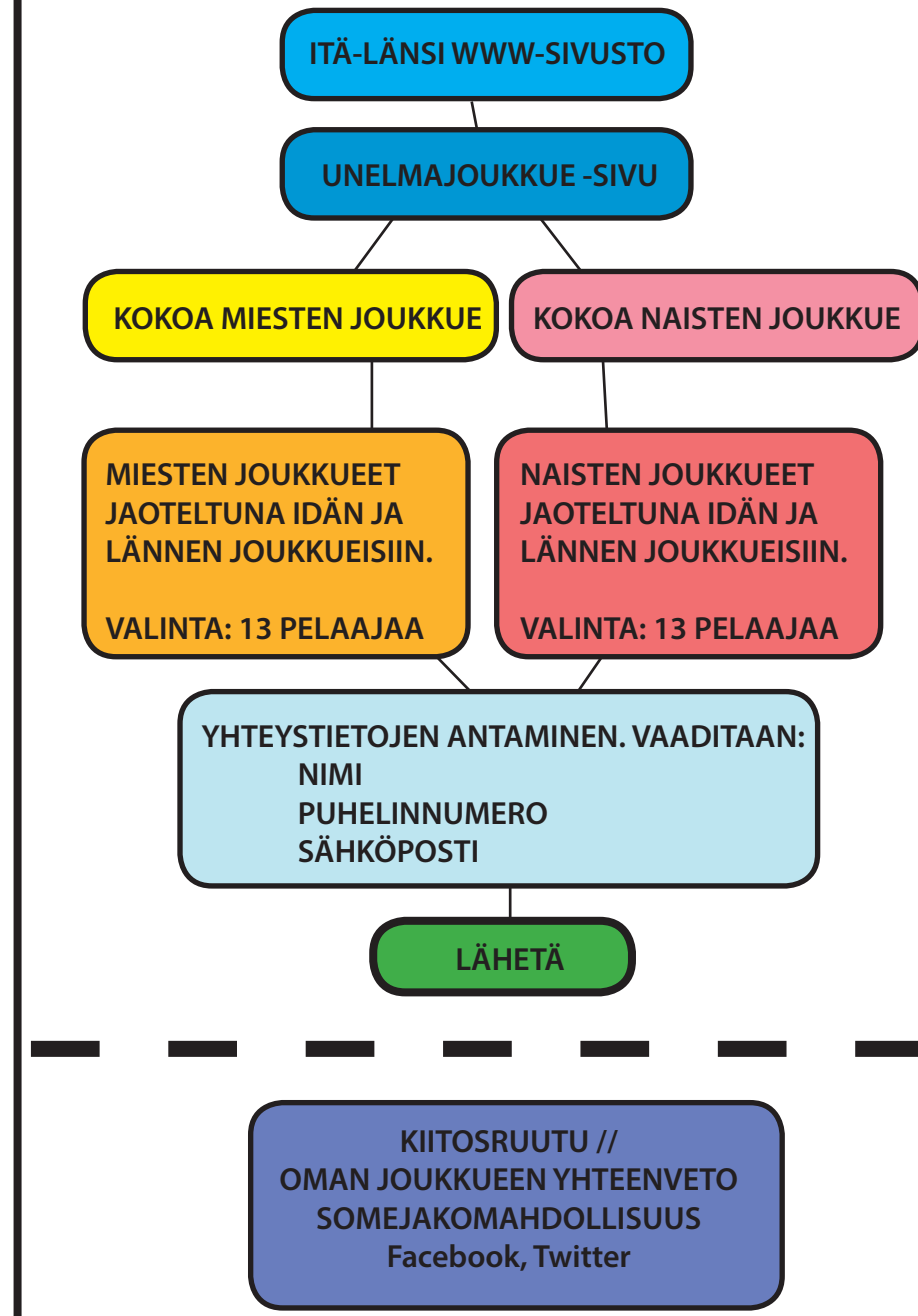 ITÄ-LÄNSI WWW-SIVUSTO
UNELMAJOUKKUE -SIVU
KOKOA MIESTEN JOUKKUE
KOKOA NAISTEN JOUKKUE
MIESTEN JOUKKUEET
JAOTELTUNA IDÄN JA
LÄNNEN JOUKKUEISIIN.
VALINTA: 13 PELAAJAA
NAISTEN JOUKKUEET
JAOTELTUNA IDÄN JA
LÄNNEN JOUKKUEISIIN.
VALINTA: 13 PELAAJAA
YHTEYSTIETOJEN ANTAMINEN. VAADITAAN:
NIMI
PUHELINNUMERO
SÄHKÖPOSTI
LÄHETÄ
KIITOSRUUTU //
OMAN JOUKKUEEN YHTEENVETO
SOMEJAKOMAHDOLLISUUS
Facebook, Twitter